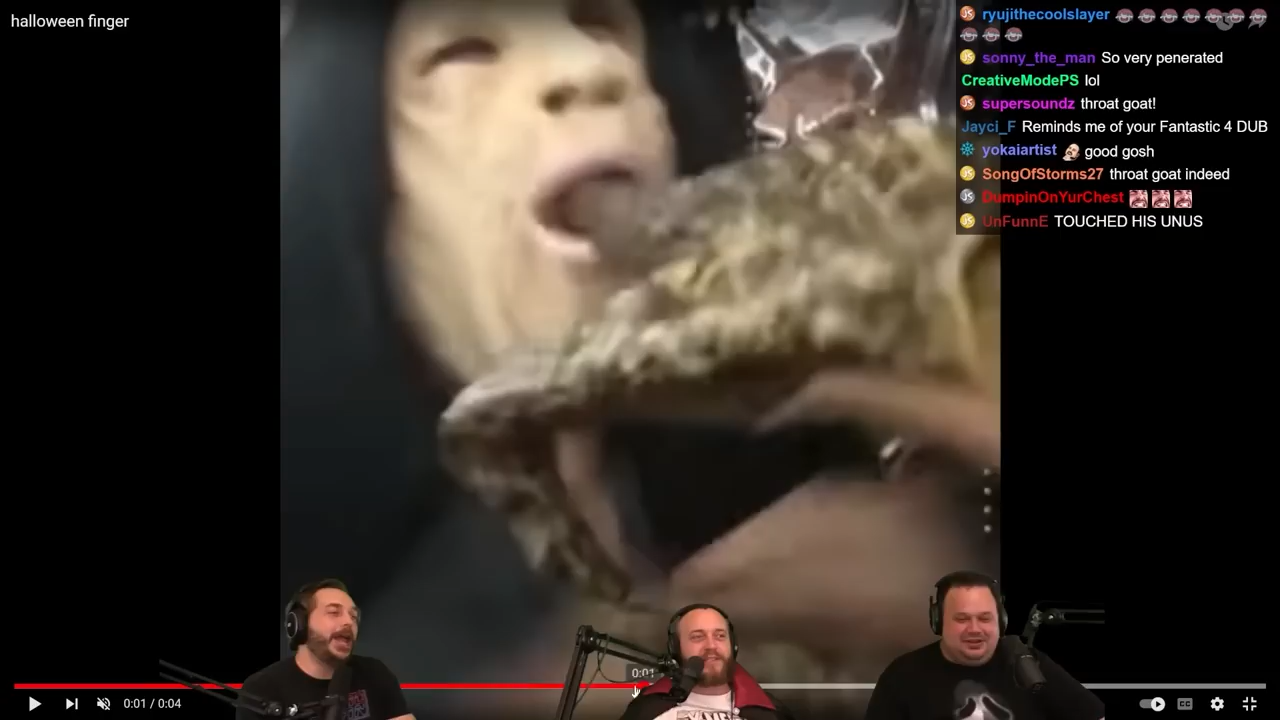 halloween finger
ryujithecoolslayer
sonny_the_man So very penerated
CreativeModePS lol
supersoundz throat goat!
Jayci_F Reminds me of your Fantastic 4 DUB
yokaiartist good gosh
SongOfStorms27 throat goat indeed
DumpinOnYurChest
UnFunnE TOUCHED HIS UNUS
0:01
0:01 / 0:04
CC